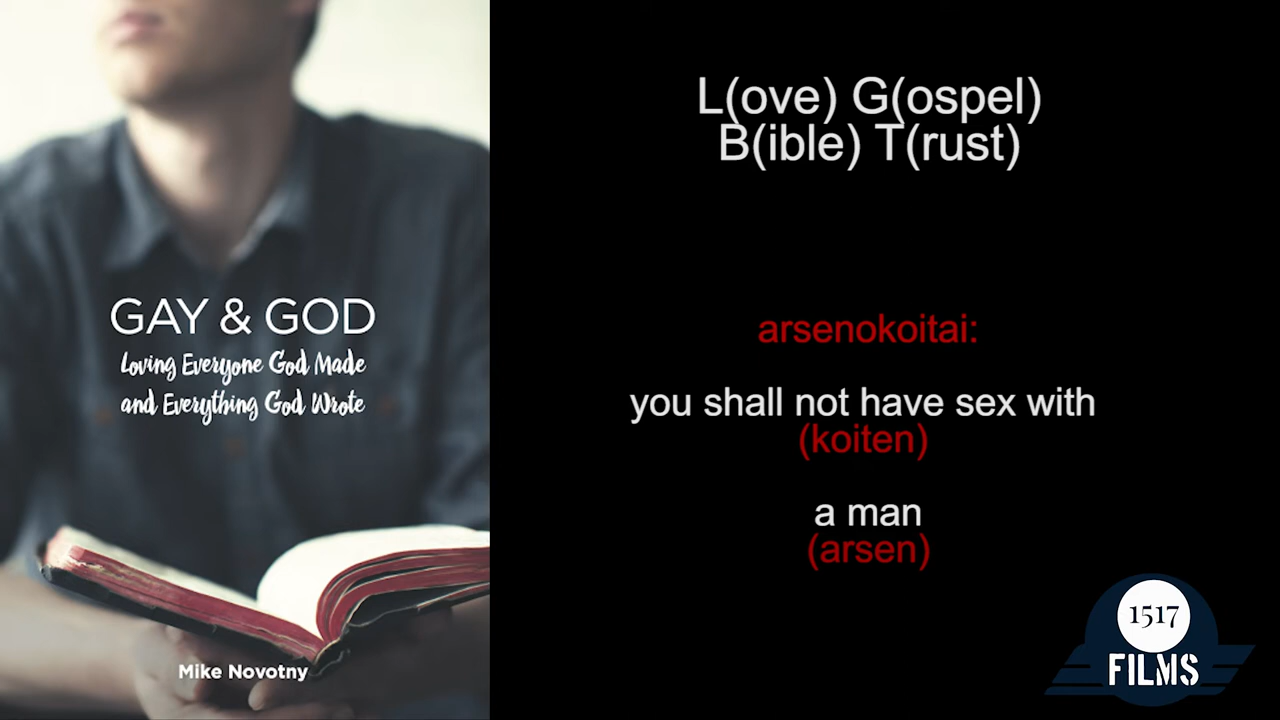 GAY & GOD
Loving Everyone God Made
and Everything God Wrote
Mike Novotny
L(ove) G(ospel)
B(ible) T(rust)
arsenokoitai:
you shall not have sex with
(koiten)
a man
(arsen)
1517
FILMS